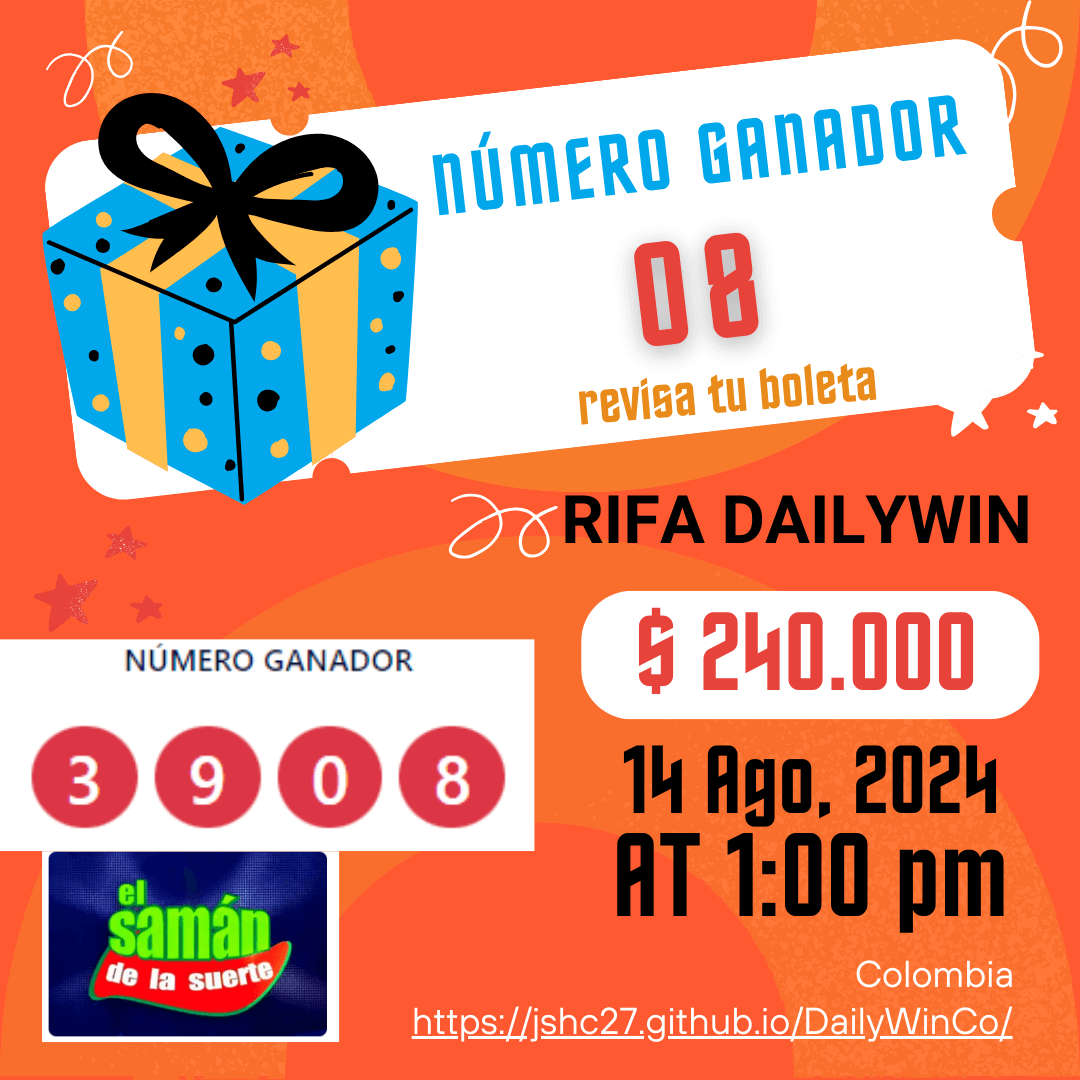 NÚMERO GANADOR
08
revisa tu boleta
RIFA DAILYWIN
$ 240.000
14 Ago, 2024
AT 1:00 pm
NÚMERO GANADOR
3 9 0 8
el
samán
de la suerte
Colombia
https://jshc27.github.io/DailyWinCo/